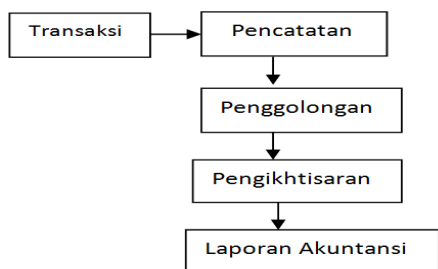 Transaksi
Pencatatan
Penggolongan
Pengikhtisaran
Laporan Akuntansi